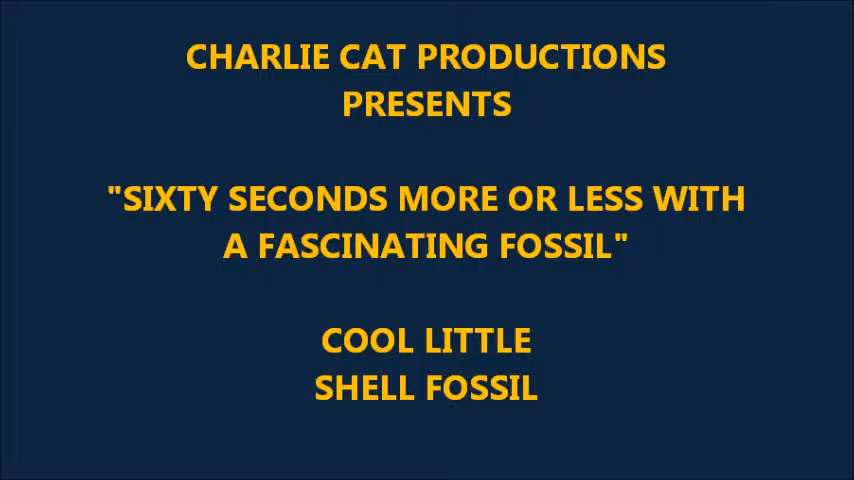 CHARLIE CAT PRODUCTIONS
PRESENTS
"SIXTY SECONDS MORE OR LESS WITH
A FASCINATING FOSSIL"
COOL LITTLE
SHELL FOSSIL